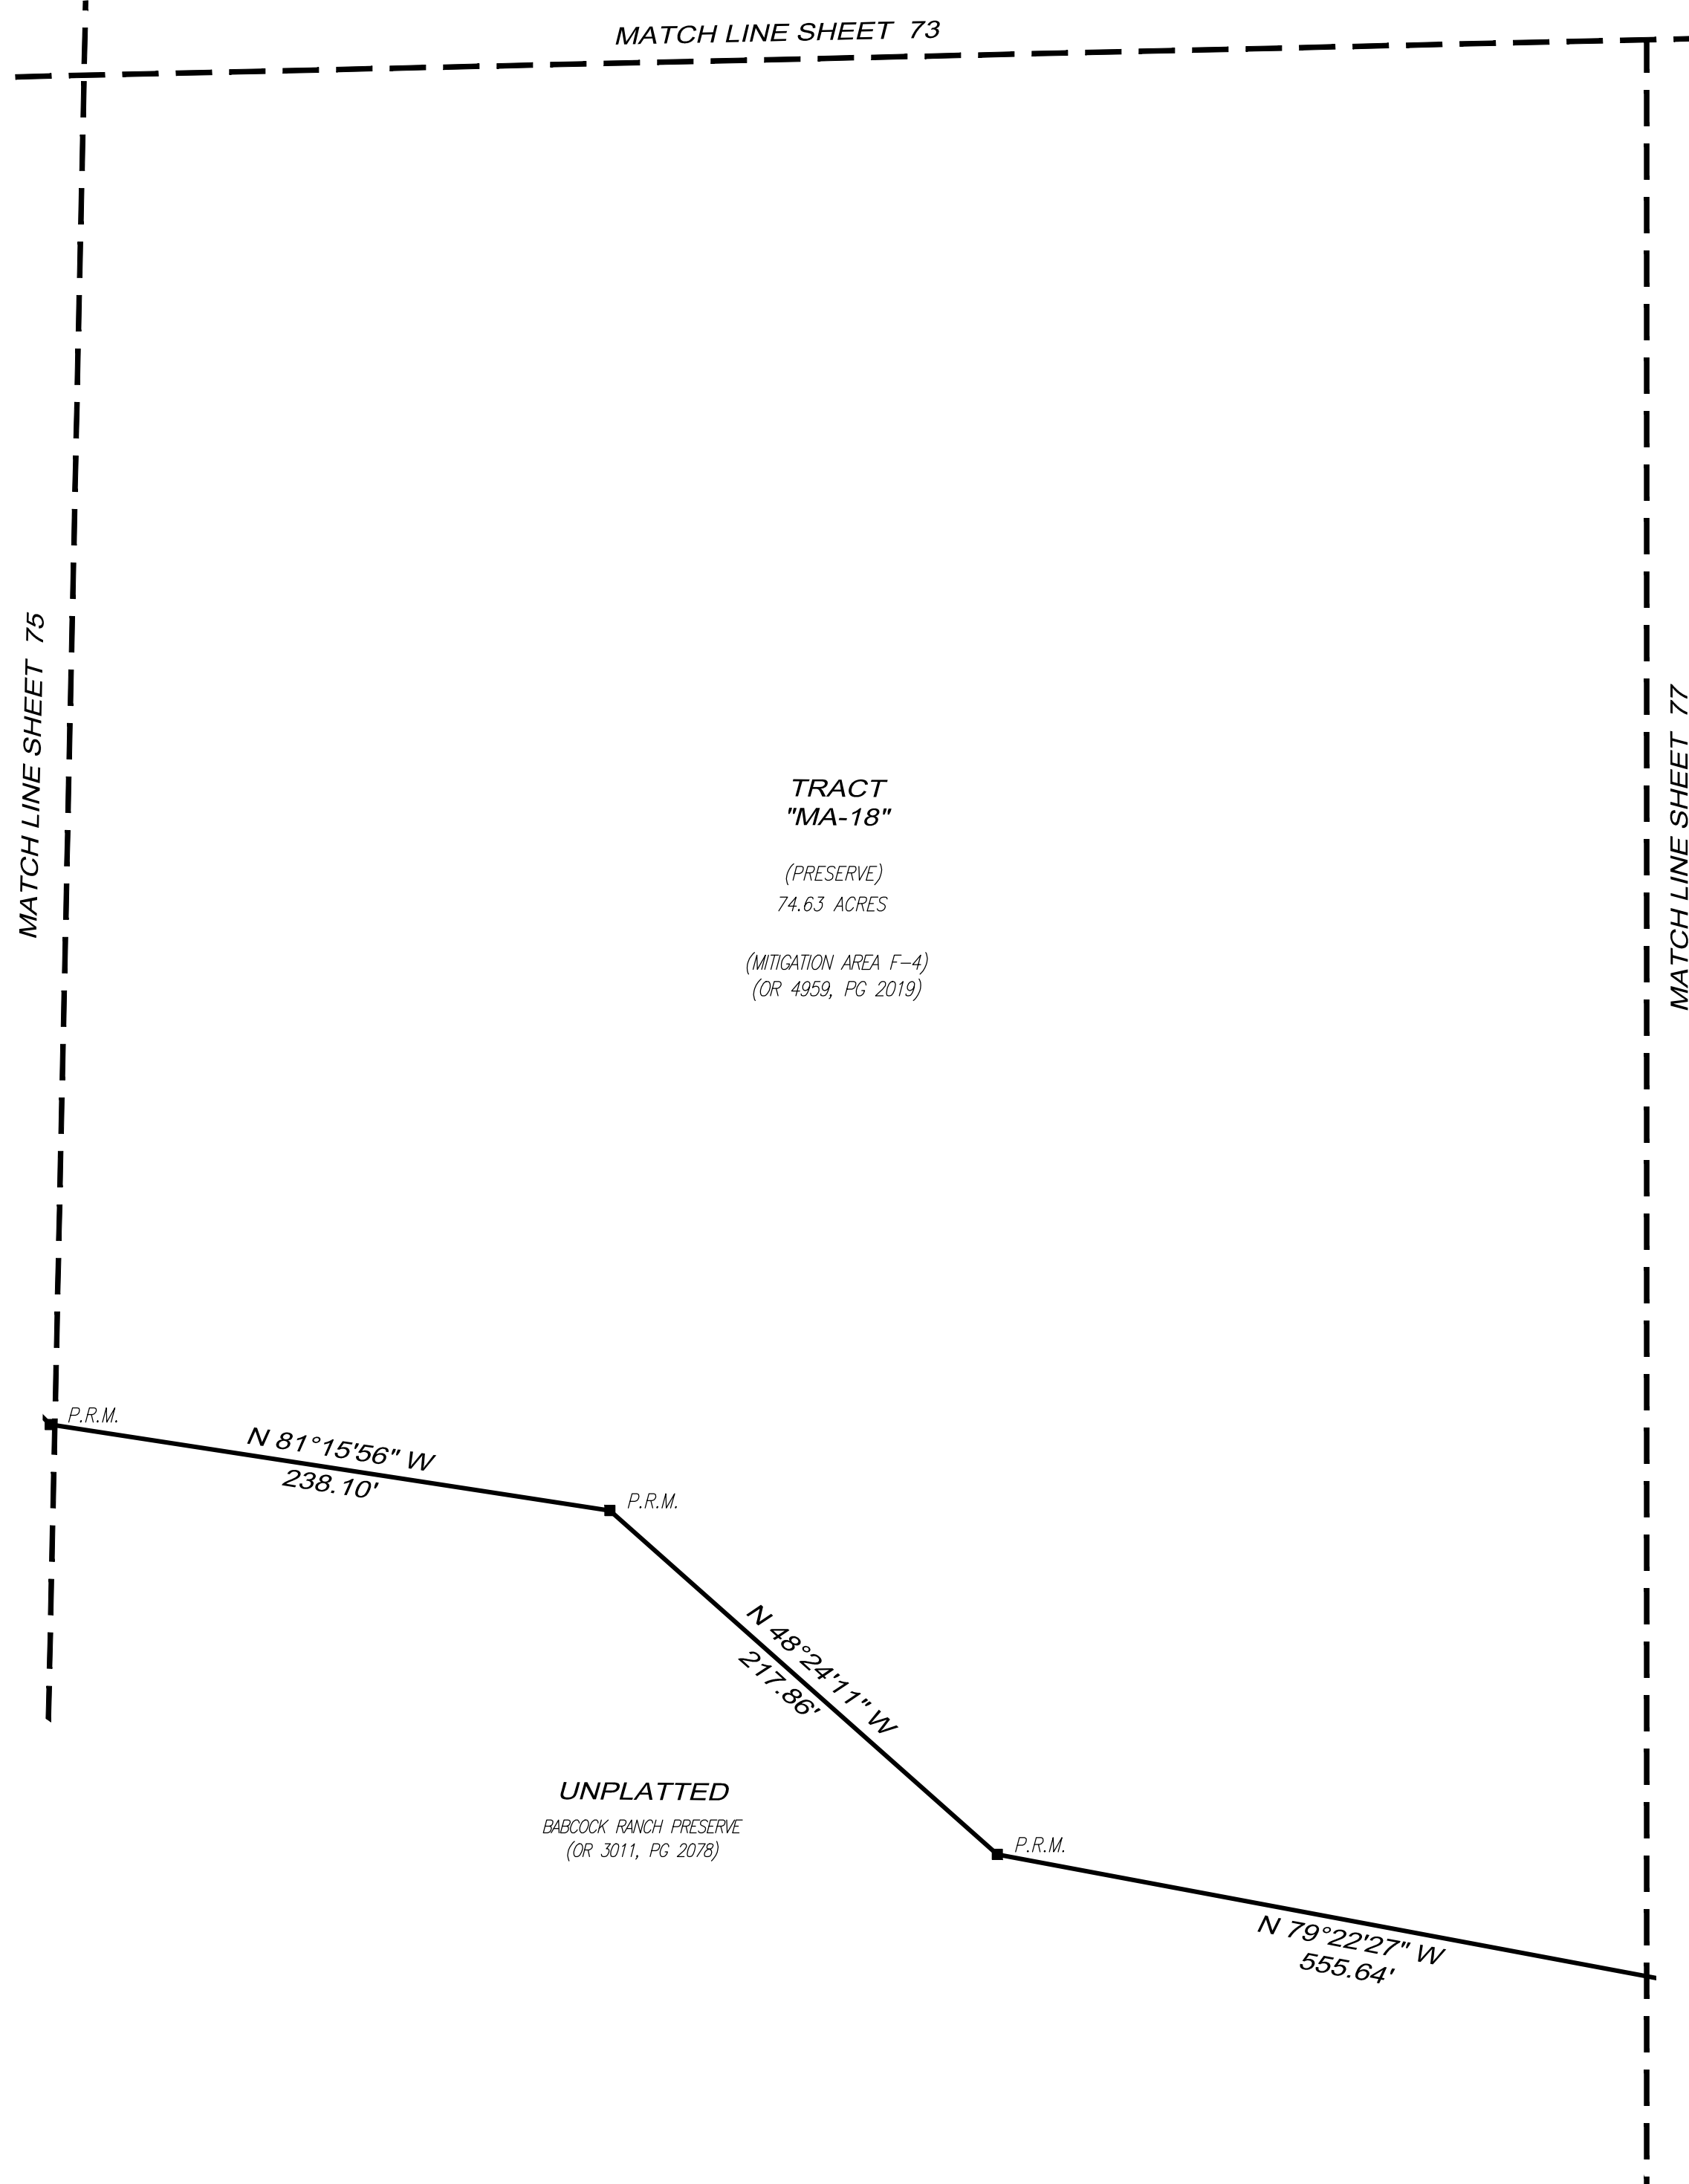 MATCH LINE SHEET 73
MATCH LINE SHEET 75
MATCH LINE SHEET 77
TRACT
"MA-18"
(PRESERVE)
74.63 ACRES
(MITIGATION AREA F-4)
(OR 4959, PG 2019)
P.R.M.
N 81°15'56" W
238.10'
P.R.M.
N 48°24'11" W
217.86'
UNPLATTED
BABCOCK RANCH PRESERVE
(OR 3011, PG 2078)
P.R.M.
N 79°22'27" W
555.64'